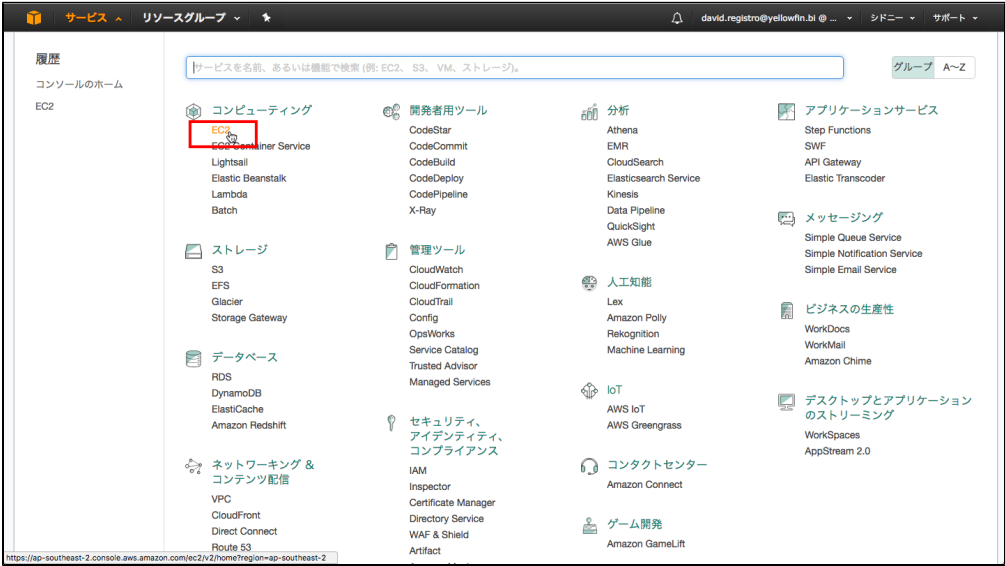 サービス リソースグループ david.registro@yellowfin.bi @ ... シドニー サポート
履歴
コンソールのホーム
EC2
サービスを名前、あるいは機能で検索 (例: EC2、 S3、 VM、ストレージ)。
グループ A〜Z
コンピューティング
EC2
EC2 Container Service
Lightsail
Elastic Beanstalk
Lambda
Batch
ストレージ
S3
EFS
Glacier
Storage Gateway
データベース
RDS
DynamoDB
ElastiCache
Amazon Redshift
ネットワーキング &
コンテンツ配信
VPC
CloudFront
Direct Connect
Route 53
開発者用ツール
CodeStar
CodeCommit
CodeBuild
CodeDeploy
CodePipeline
X-Ray
管理ツール
CloudWatch
CloudFormation
CloudTrail
Config
OpsWorks
Service Catalog
Trusted Advisor
Managed Services
セキュリティ、
アイデンティティ、
コンプライアンス
IAM
Inspector
Certificate Manager
Directory Service
WAF & Shield
Artifact
分析
Athena
EMR
CloudSearch
Elasticsearch Service
Kinesis
Data Pipeline
QuickSight
AWS Glue
人工知能
Lex
Amazon Polly
Rekognition
Machine Learning
IoT
AWS IoT
AWS Greengrass
コンタクトセンター
Amazon Connect
ゲーム開発
Amazon GameLift
アプリケーションサービス
Step Functions
SWF
API Gateway
Elastic Transcoder
メッセージング
Simple Queue Service
Simple Notification Service
Simple Email Service
ビジネスの生産性
WorkDocs
WorkMail
Amazon Chime
デスクトップとアプリケーション
のストリーミング
WorkSpaces
AppStream 2.0
https://ap-southeast-2.console.aws.amazon.com/ec2/v2/home?region=ap-southeast-2